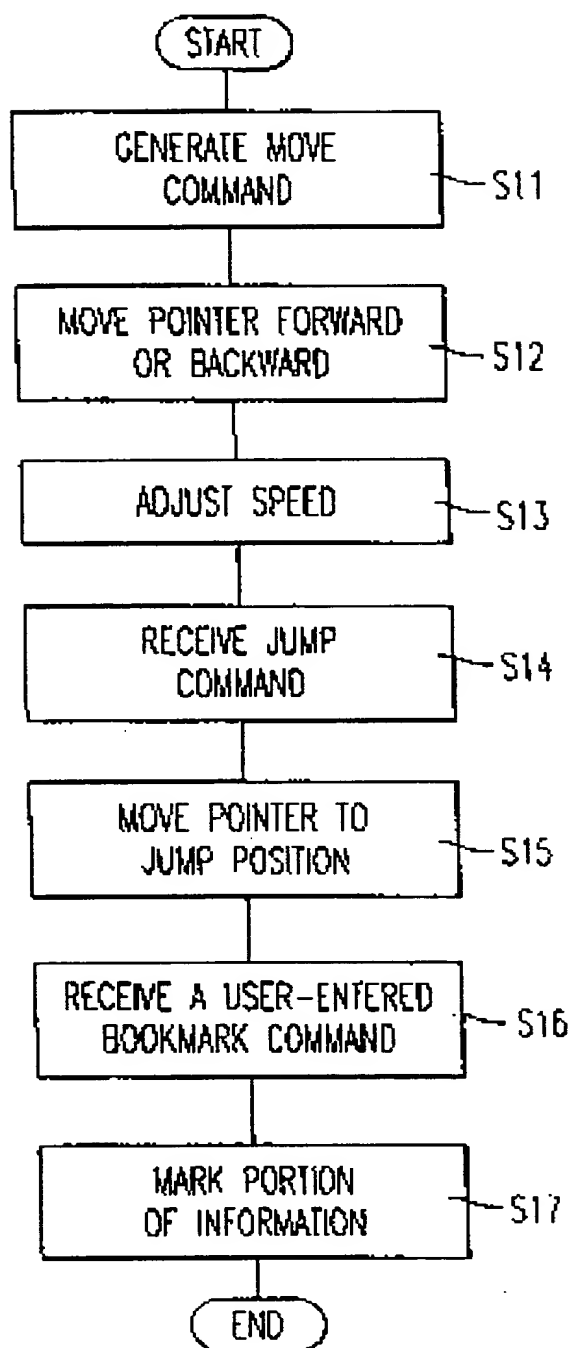 START
GENERATE MOVE
COMMAND
S11
MOVE POINTER FORWARD
OR BACKWARD
S12
ADJUST SPEED
S13
RECEIVE JUMP
COMMAND
S14
MOVE POINTER TO
JUMP POSITION
S15
RECEIVE A USER-ENTERED
BOOKMARK COMMAND
S16
MARK PORTION
OF INFORMATION
S17
END